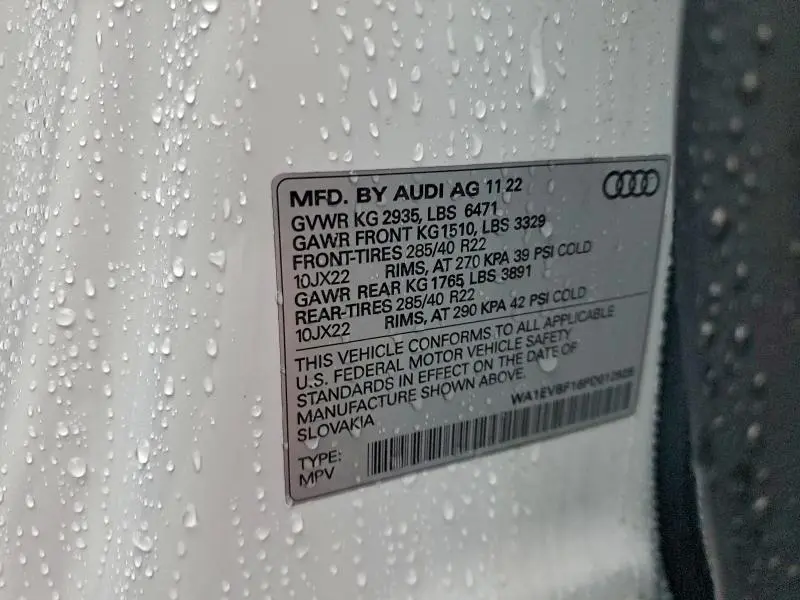 MFD. BY AUDI AG 11 22
GVWR KG 2935, LBS 6471
GAWR FRONT KG 1510, LBS 3329
FRONT-TIRES 285/40 R22
10JX22 RIMS, AT 270 KPA 39 PSI COLD
GAWR REAR KG 1765 LBS 3891
REAR-TIRES 285/40 R22
10JX22 RIMS, AT 290 KPA 42 PSI COLD
THIS VEHICLE CONFORMS TO ALL APPLICABLE
U.S. FEDERAL MOTOR VEHICLE SAFETY
STANDARDS IN EFFECT ON THE DATE OF
MANUFACTURE SHOWN ABOVE.
SLOVAKIA
TYPE:
MPV